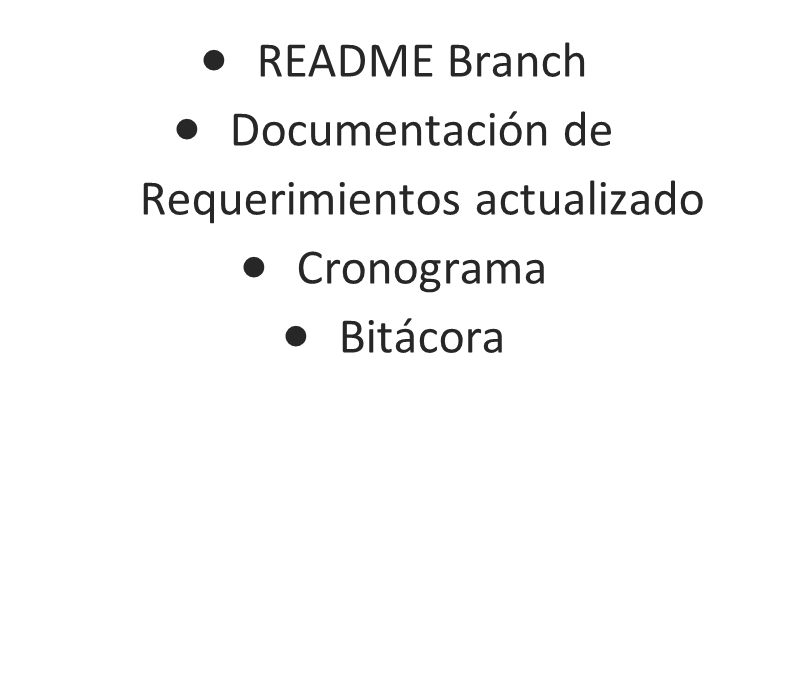 • README Branch
• Documentación de
Requerimientos actualizado
• Cronograma
• Bitácora